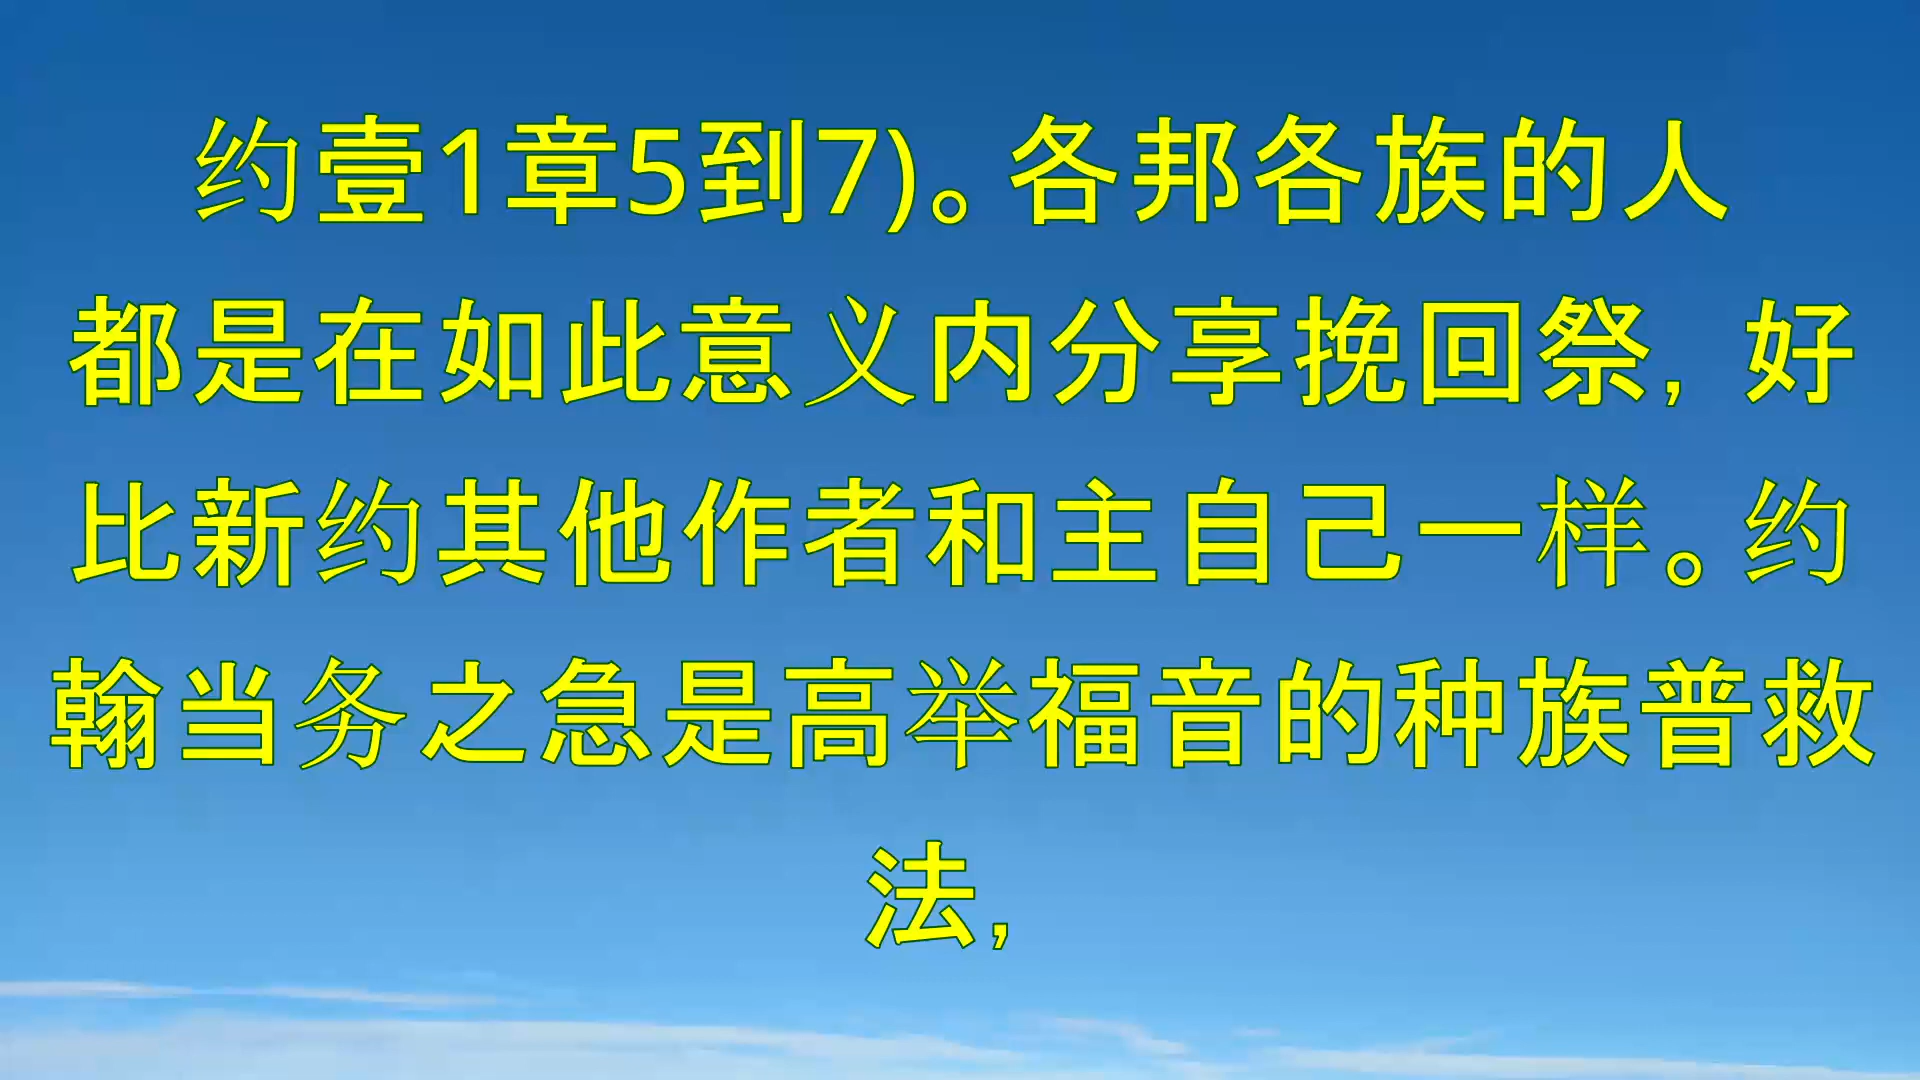 约壹1章5到7)。各邦各族的人
都是在如此意义内分享挽回祭, 好
比新约其他作者和主自己一样。约
翰当务之急是高举福音的种族普救
法,